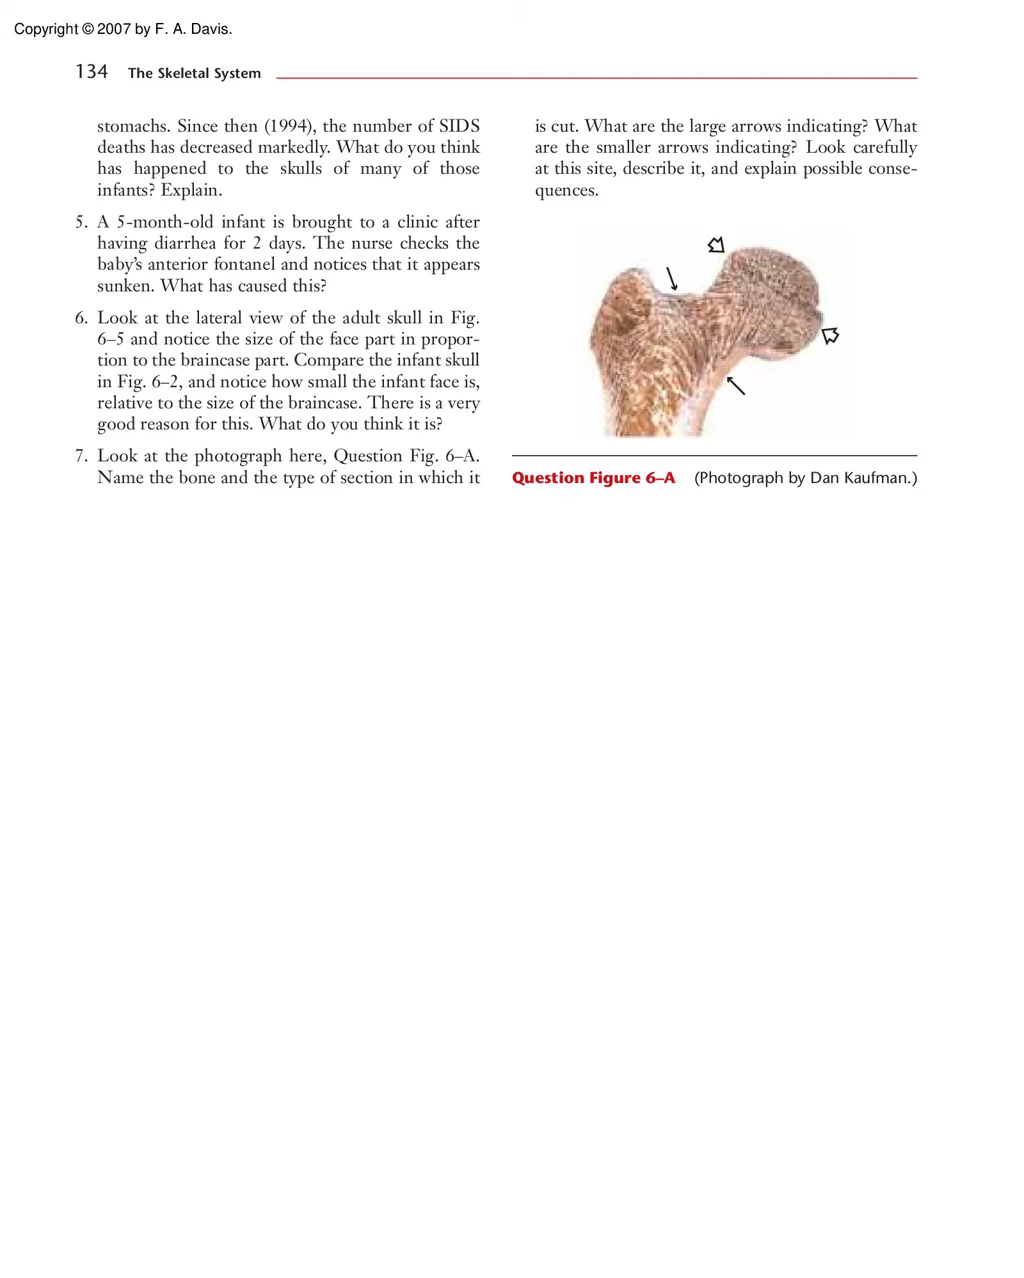 Copyright © 2007 by F. A. Davis.
134 The Skeletal System
stomachs. Since then (1994), the number of SIDS
deaths has decreased markedly. What do you think
has happened to the skulls of many of those
infants? Explain.
5. A 5-month-old infant is brought to a clinic after
having diarrhea for 2 days. The nurse checks the
baby’s anterior fontanel and notices that it appears
sunken. What has caused this?
6. Look at the lateral view of the adult skull in Fig.
6–5 and notice the size of the face part in propor-
tion to the braincase part. Compare the infant skull
in Fig. 6–2, and notice how small the infant face is,
relative to the size of the braincase. There is a very
good reason for this. What do you think it is?
7. Look at the photograph here, Question Fig. 6–A.
Name the bone and the type of section in which it
is cut. What are the large arrows indicating? What
are the smaller arrows indicating? Look carefully
at this site, describe it, and explain possible conse-
quences.
Question Figure 6–A (Photograph by Dan Kaufman.)